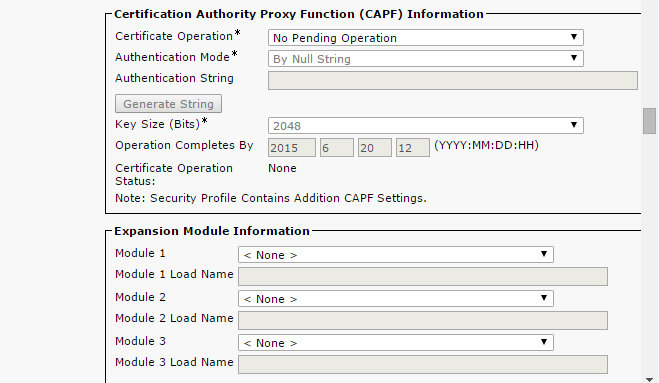 Certification Authority Proxy Function (CAPF) Information
Certificate Operation* No Pending Operation
Authentication Mode* By Null String
Authentication String
Generate String
Key Size (Bits)* 2048
Operation Completes By 2015 6 20 12 (YYYY:MM:DD:HH)
Certificate Operation None
Status:
Note: Security Profile Contains Addition CAPF Settings.
Expansion Module Information
Module 1 < None >
Module 1 Load Name
Module 2 < None >
Module 2 Load Name
Module 3 < None >
Module 3 Load Name